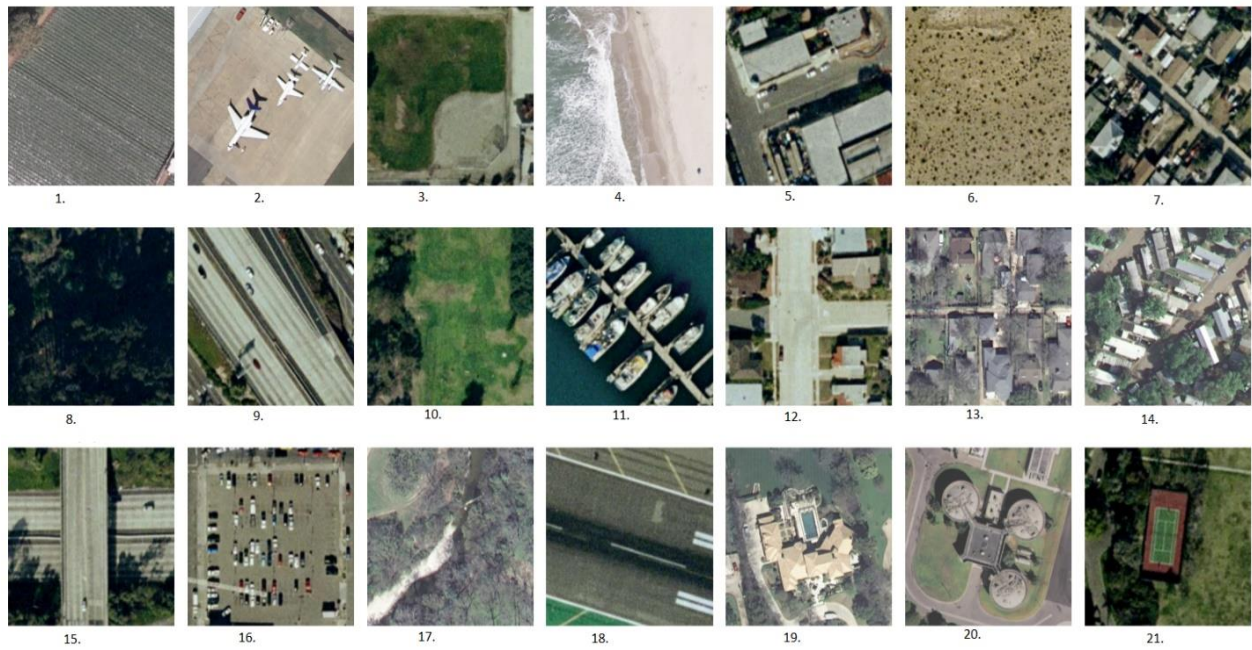 1. 2. 3. 4. 5. 6. 7.
8. 9. 10. 11. 12. 13. 14.
15. 16. 17. 18. 19. 20. 21.